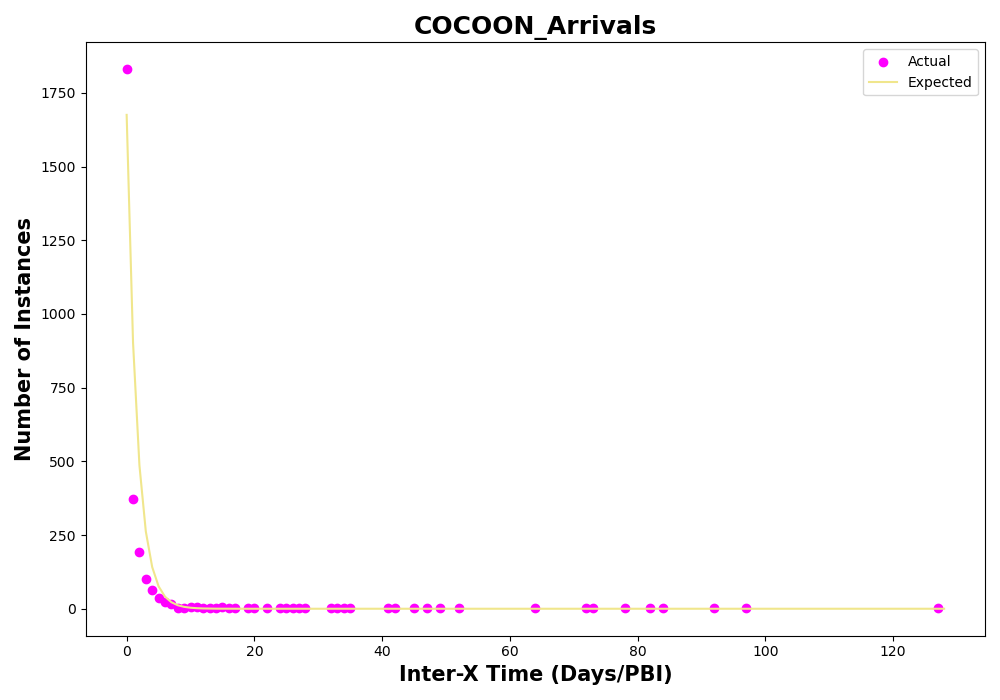 COCOON_Arrivals
Actual
Expected
1750
1500
1250
1000
750
500
250
0
Number of Instances
0 20 40 60 80 100 120
Inter-X Time (Days/PBI)